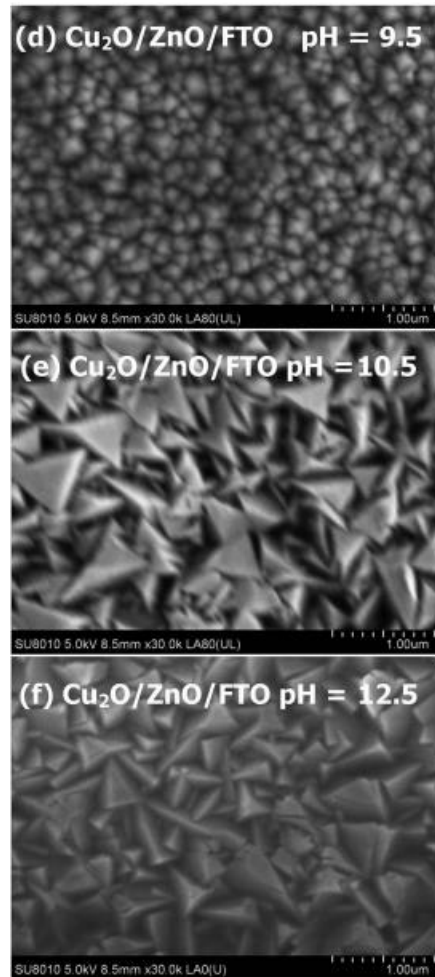 (d) Cu₂O/ZnO/FTO pH = 9.5
SU8010 5.0kV 8.5mm x30.0k LA80(UL) 1.00um
(e) Cu₂O/ZnO/FTO pH =10.5
SU8010 5.0kV 8.5mm x30.0k LA80(UL) 1.00um
(f) Cu₂O/ZnO/FTO pH = 12.5
SU8010 5.0kV 8.5mm x30.0k LA0(U) 1.00um